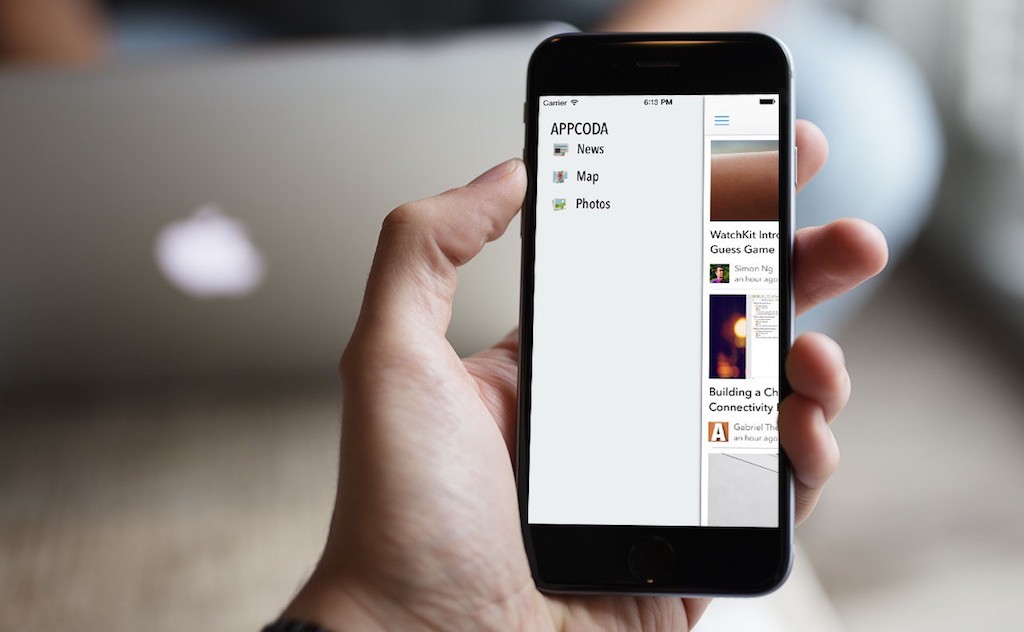 Carrier 6:13 PM
APPCODA
News
Map
Photos
WatchKit Intro
Guess Game
Simon Ng
an hour ago
Building a Ch
Connectivity
A
Gabriel The
an hour ago